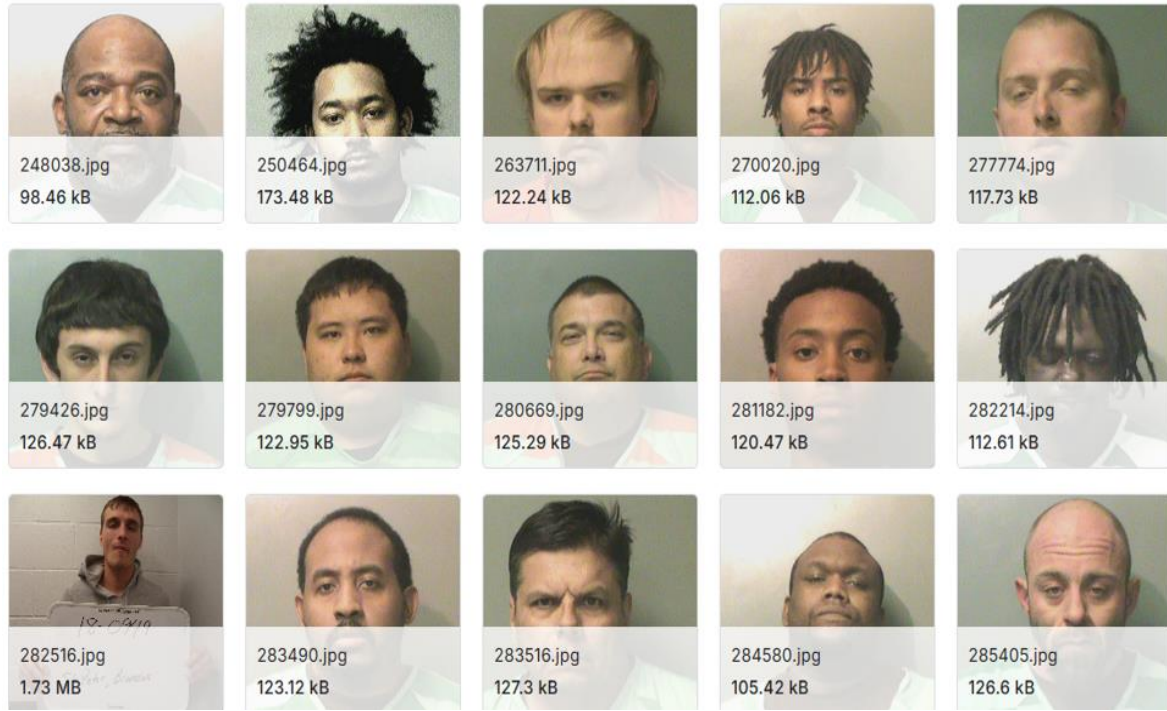 248038.jpg
98.46 kB
250464.jpg
173.48 kB
263711.jpg
122.24 kB
270020.jpg
112.06 kB
277774.jpg
117.73 kB
279426.jpg
126.47 kB
279799.jpg
122.95 kB
280669.jpg
125.29 kB
281182.jpg
120.47 kB
282214.jpg
112.61 kB
18-0919
282516.jpg
1.73 MB
283490.jpg
123.12 kB
283516.jpg
127.3 kB
284580.jpg
105.42 kB
285405.jpg
126.6 kB